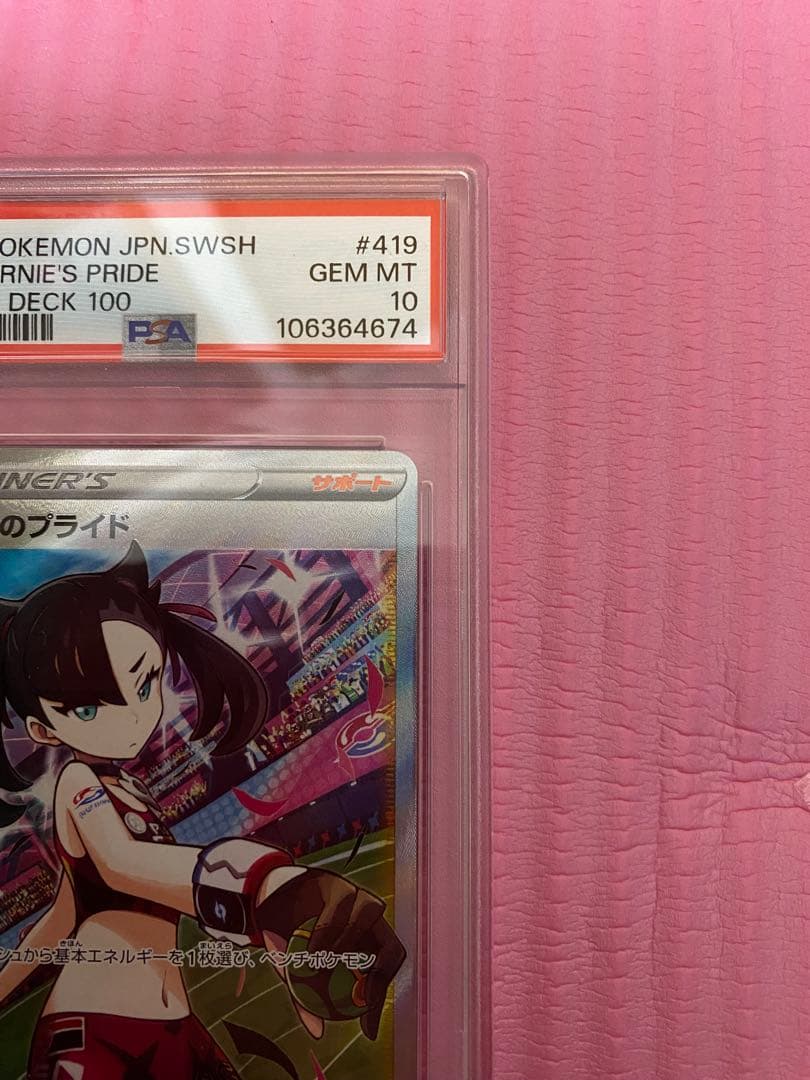 OKEMON JPN.SWSH #419
RNIE'S PRIDE GEM MT
DECK 100 10
PSA 106364674
NER'S サポート
のプライド
シュから基本エネルギーを1枚選び、ベンチポケモン